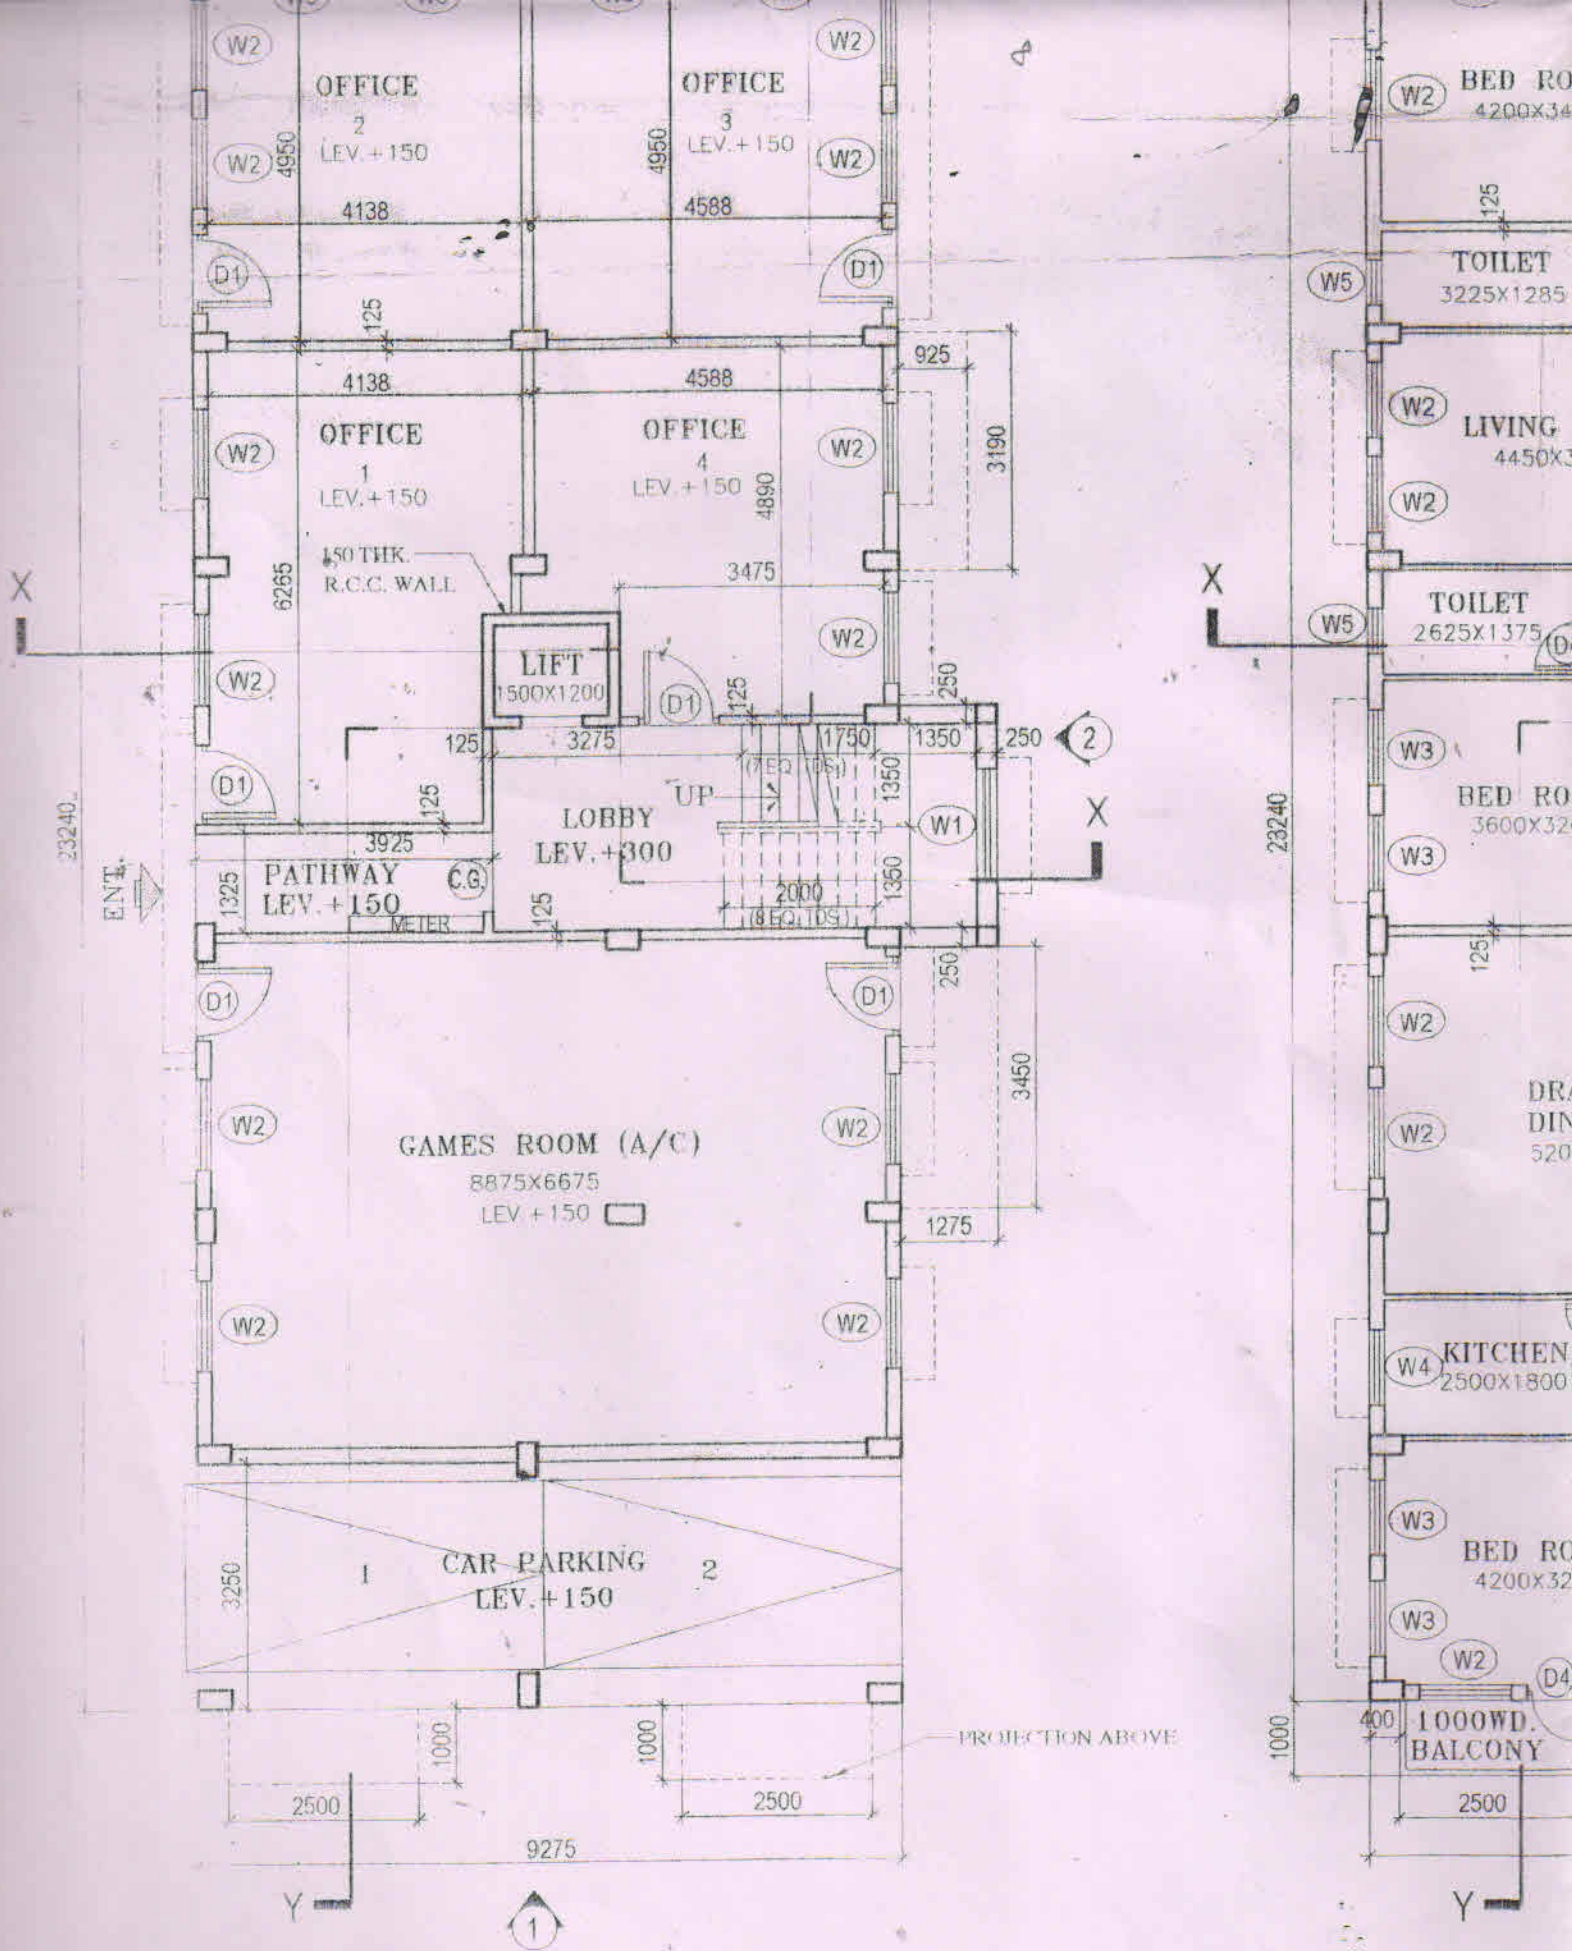 W2
W2
W2
OFFICE
2
LEV.+150
OFFICE
3
LEV.+150
BED RO
4200X34
W2
W2
4950
4950
4138
4588
125
D1
D1
W5
TOILET
3225X1285
125
4138
4588
925
W2
OFFICE
1
LEV.+150
OFFICE
4
LEV.+150
W2
4890
3190
W2
LIVING
4450X3
W2
150 THK.
R.C.C. WALL
6265
3475
X
X
W2
LIFT
1500X1200
W2
D1
125
250
W5
TOILET
2625X1375
D
125
3275
1750
1350
250
2
(7 EQ. TDS.)
W3
D1
125
UP
1350
LOBBY
LEV.+300
W1
X
BED RO
3600X32
W3
23240
23240
3925
ENT.
1325
PATHWAY
LEV.+150
C.G.
METER
125
2000
(8 EQ. TDS.)
1350
D1
D1
250
125
W2
3450
W2
GAMES ROOM (A/C)
8875X6675
LEV.+150
W2
W2
DRA
DIN
520
1275
W2
W2
W4
KITCHEN
2500X1800
W3
3250
1
CAR PARKING
LEV.+150
2
BED RO
4200X32
W3
W2
D4
1000
1000
PROJECTION ABOVE
1000
400
1000WD.
BALCONY
2500
2500
2500
9275
Y
1
Y